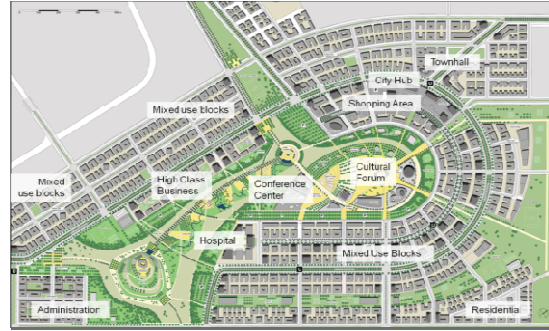 Townhall
City Hub
Shopping Area
Mixed use blocks
Cultural
Forum
High Class
Business
Mixed
use blocks
Conference
Center
Hospital
Mixed Use Blocks
Administration
Residential